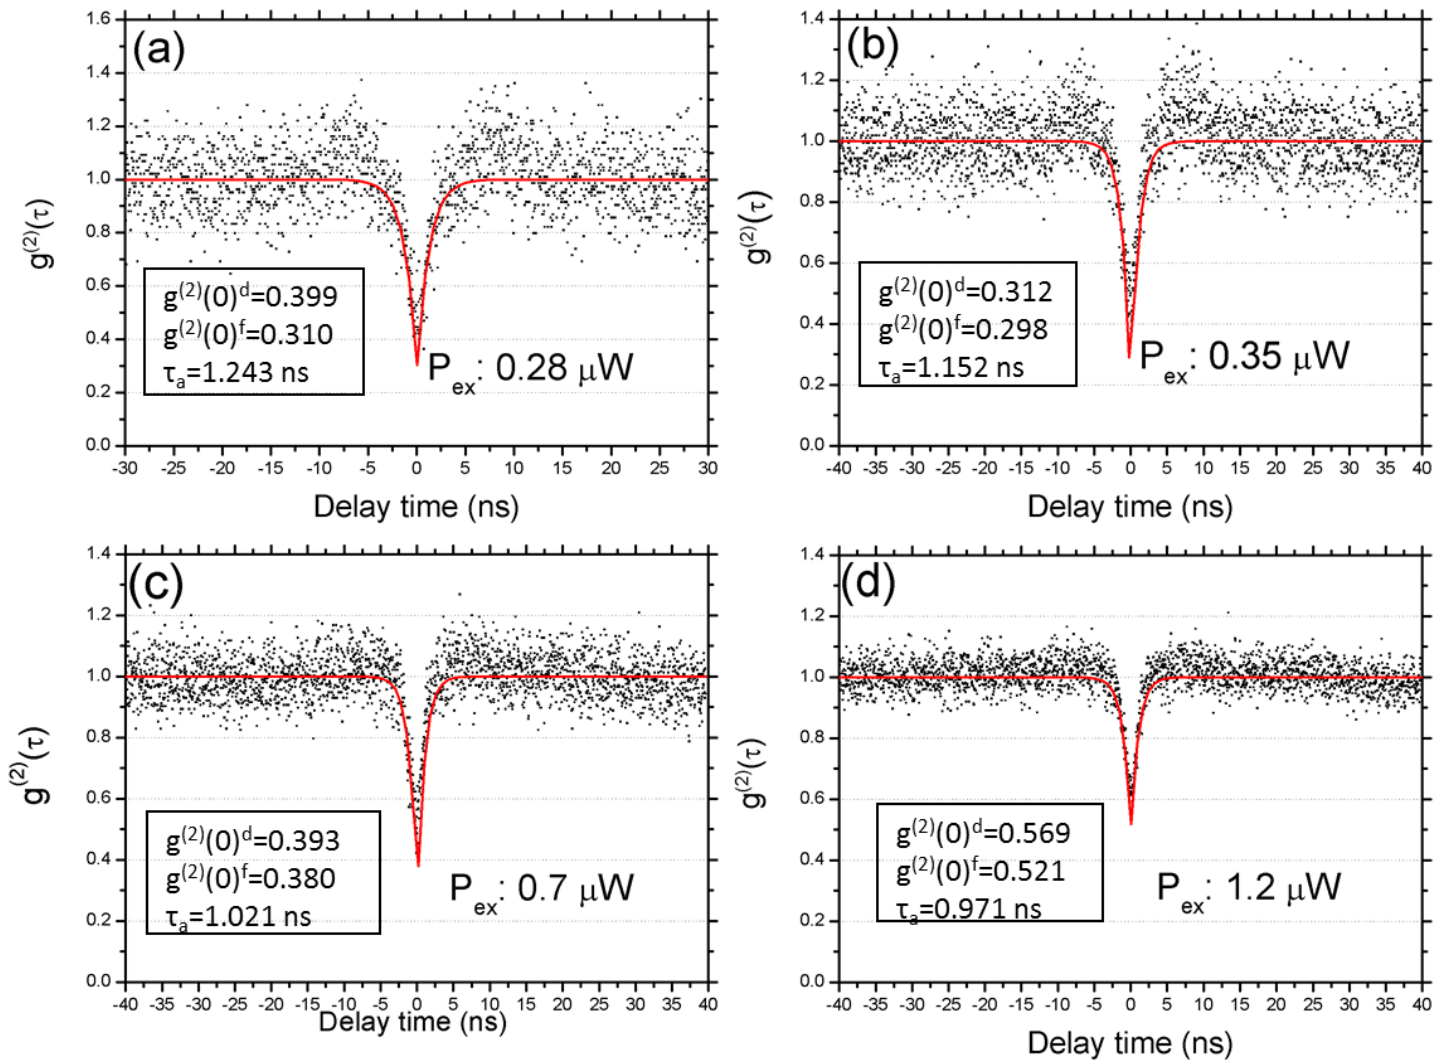 (a)
1.6
1.4
1.2
1.0
0.8
0.6
0.4
0.2
0.0
g(2)(τ)
g(2)(0)d=0.399
g(2)(0)f=0.310
τa=1.243 ns
Pex: 0.28 μW
-30 -25 -20 -15 -10 -5 0 5 10 15 20 25 30
Delay time (ns)
(b)
1.4
1.2
1.0
0.8
0.6
0.4
0.2
0.0
g(2)(τ)
g(2)(0)d=0.312
g(2)(0)f=0.298
τa=1.152 ns
Pex: 0.35 μW
-40 -35 -30 -25 -20 -15 -10 -5 0 5 10 15 20 25 30 35 40
Delay time (ns)
(c)
1.4
1.2
1.0
0.8
0.6
0.4
0.2
0.0
g(2)(τ)
g(2)(0)d=0.393
g(2)(0)f=0.380
τa=1.021 ns
Pex: 0.7 μW
-40 -35 -30 -25 -20 -15 -10 -5 0 5 10 15 20 25 30 35 40
Delay time (ns)
(d)
1.4
1.2
1.0
0.8
0.6
0.4
0.2
0.0
g(2)(τ)
g(2)(0)d=0.569
g(2)(0)f=0.521
τa=0.971 ns
Pex: 1.2 μW
-40 -35 -30 -25 -20 -15 -10 -5 0 5 10 15 20 25 30 35 40
Delay time (ns)